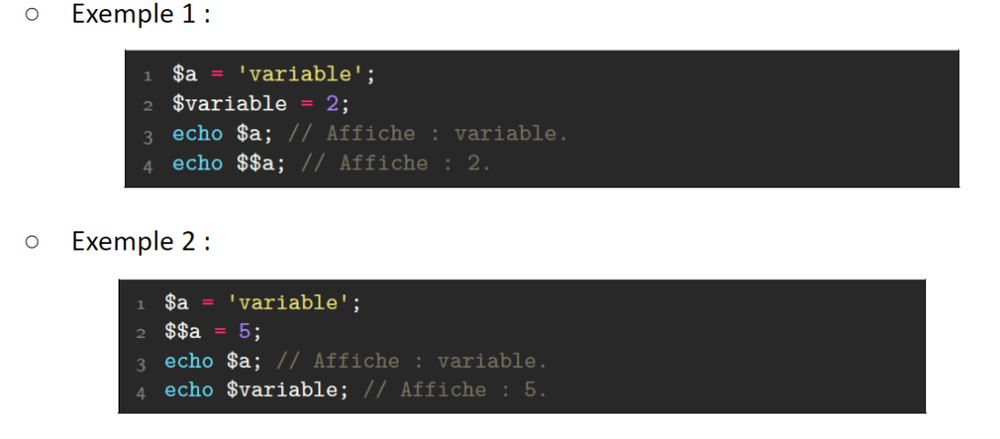 ○ Exemple 1 :
1 $a = 'variable';
2 $variable = 2;
3 echo $a; // Affiche : variable.
4 echo $$a; // Affiche : 2.
○ Exemple 2 :
1 $a = 'variable';
2 $$a = 5;
3 echo $a; // Affiche : variable.
4 echo $variable; // Affiche : 5.